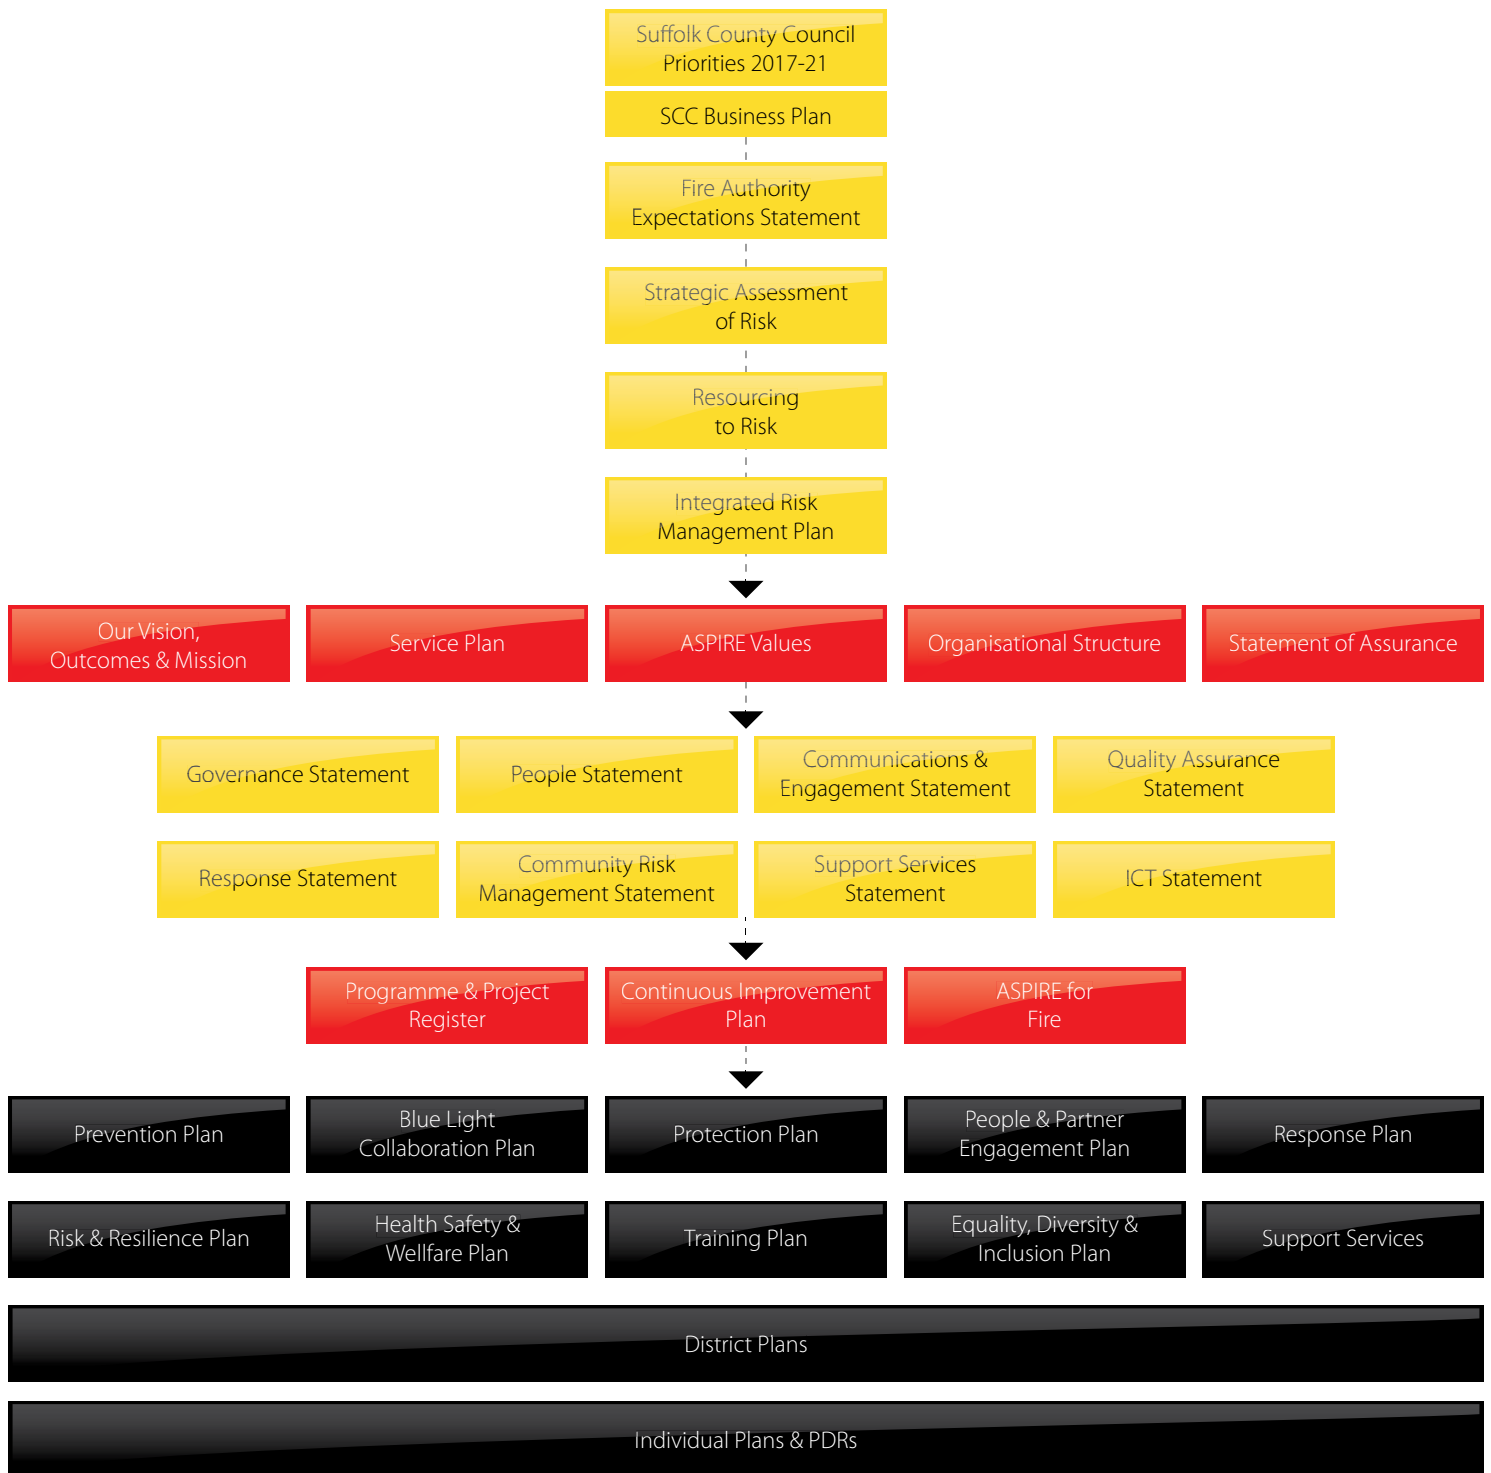 Suffolk County Council
Priorities 2017-21
SCC Business Plan
Fire Authority
Expectations Statement
Strategic Assessment
of Risk
Resourcing
to Risk
Integrated Risk
Management Plan
Our Vision,
Outcomes & Mission
Service Plan
ASPIRE Values
Organisational Structure
Statement of Assurance
Governance Statement
People Statement
Communications &
Engagement Statement
Quality Assurance
Statement
Response Statement
Community Risk
Management Statement
Support Services
Statement
ICT Statement
Programme & Project
Register
Continuous Improvement
Plan
ASPIRE for
Fire
Prevention Plan
Blue Light
Collaboration Plan
Protection Plan
People & Partner
Engagement Plan
Response Plan
Risk & Resilience Plan
Health Safety &
Wellfare Plan
Training Plan
Equality, Diversity &
Inclusion Plan
Support Services
District Plans
Individual Plans & PDRs